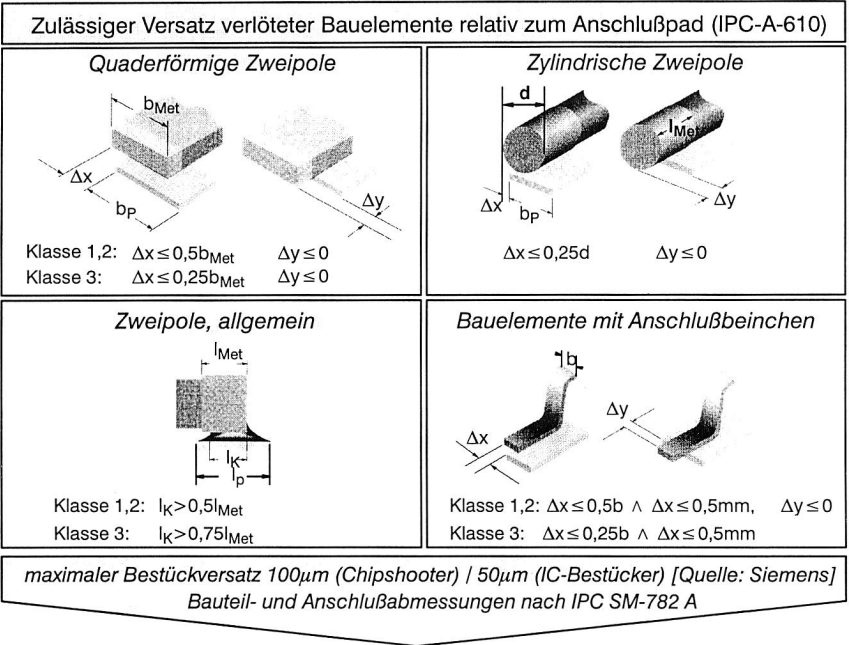 Zulässiger Versatz verlöteter Bauelemente relativ zum Anschlußpad (IPC-A-610)
Quaderförmige Zweipole
b_Met
Δx
b_P
Δy
Klasse 1,2: Δx ≤ 0,5b_Met Δy ≤ 0
Klasse 3: Δx ≤ 0,25b_Met Δy ≤ 0
Zylindrische Zweipole
d
l_Met
Δx
b_P
Δy
Δx ≤ 0,25d Δy ≤ 0
Zweipole, allgemein
l_Met
l_K
l_p
Klasse 1,2: l_K > 0,5l_Met
Klasse 3: l_K > 0,75l_Met
Bauelemente mit Anschlußbeinchen
b
Δx
Δy
Klasse 1,2: Δx ≤ 0,5b ∧ Δx ≤ 0,5mm, Δy ≤ 0
Klasse 3: Δx ≤ 0,25b ∧ Δx ≤ 0,5mm
maximaler Bestückversatz 100µm (Chipshooter) / 50µm (IC-Bestücker) [Quelle: Siemens]
Bauteil- und Anschlußabmessungen nach IPC SM-782 A